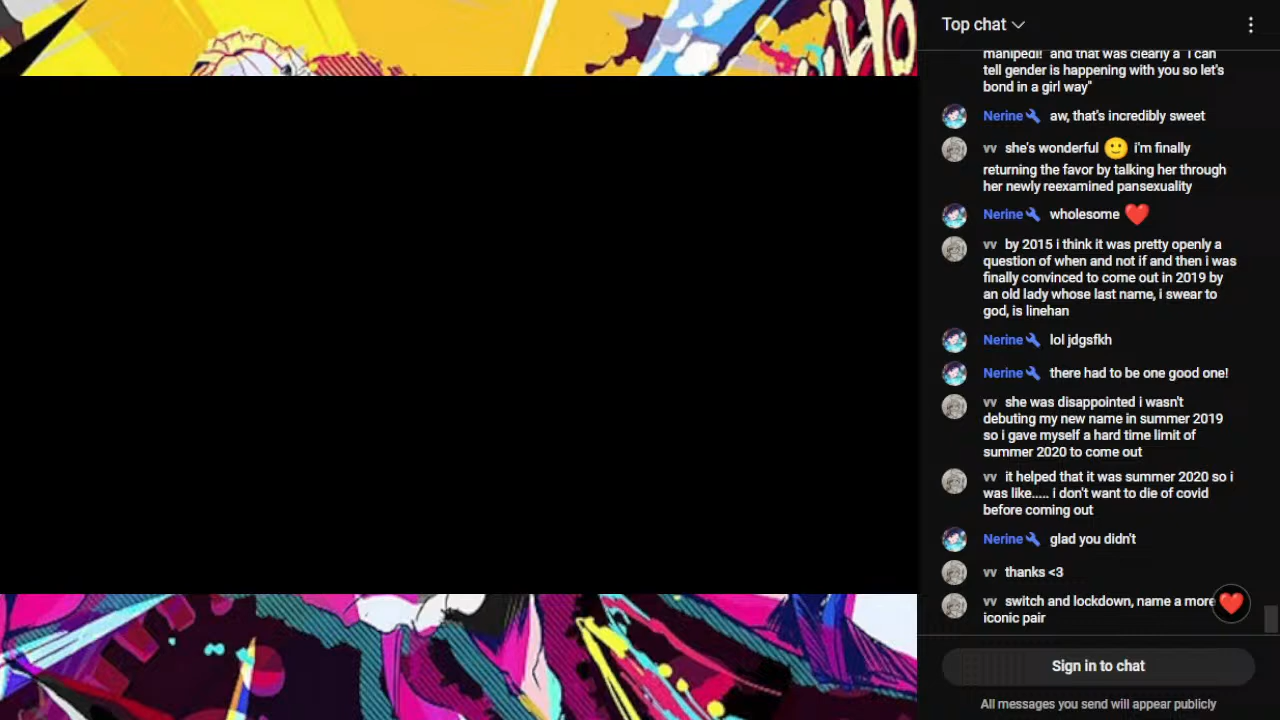 HO
Top chat
manipedi! and that was clearly a "i can
tell gender is happening with you so let's
bond in a girl way"
Nerine aw, that's incredibly sweet
vv she's wonderful 🙂 i'm finally
returning the favor by talking her through
her newly reexamined pansexuality
Nerine wholesome ❤️
vv by 2015 i think it was pretty openly a
question of when and not if and then i was
finally convinced to come out in 2019 by
an old lady whose last name, i swear to
god, is linehan
Nerine lol jdgsfkh
Nerine there had to be one good one!
vv she was disappointed i wasn't
debuting my new name in summer 2019
so i gave myself a hard time limit of
summer 2020 to come out
vv it helped that it was summer 2020 so i
was like..... i don't want to die of covid
before coming out
Nerine glad you didn't
vv thanks <3
vv switch and lockdown, name a more
iconic pair
Sign in to chat
All messages you send will appear publicly